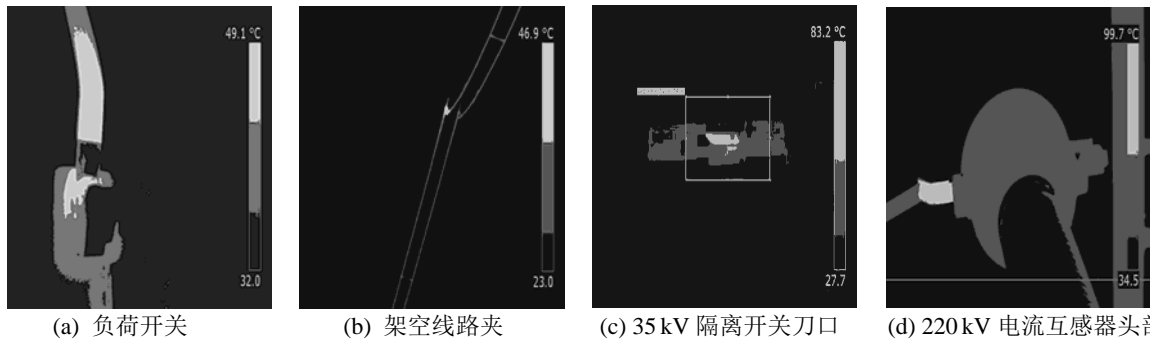 49.1 °C
32.0
46.9 °C
23.0
83.2 °C
27.7
99.7 °C
34.5
(a) 负荷开关
(b) 架空线路夹
(c) 35 kV 隔离开关刀口
(d) 220 kV 电流互感器头部